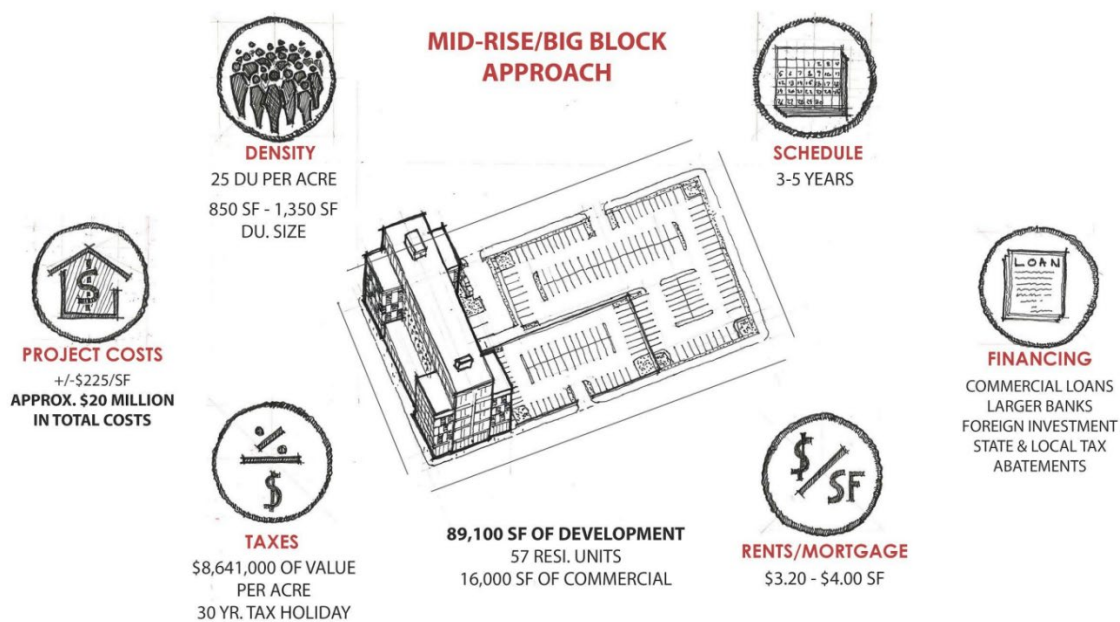 MID-RISE/BIG BLOCK
APPROACH
DENSITY
25 DU PER ACRE
850 SF - 1,350 SF
DU. SIZE
SCHEDULE
3-5 YEARS
$
PROJECT COSTS
+/-$225/SF
APPROX. $20 MILLION
IN TOTAL COSTS
LOAN
FINANCING
COMMERCIAL LOANS
LARGER BANKS
FOREIGN INVESTMENT
STATE & LOCAL TAX
ABATEMENTS
%
$
TAXES
$8,641,000 OF VALUE
PER ACRE
30 YR. TAX HOLIDAY
89,100 SF OF DEVELOPMENT
57 RESI. UNITS
16,000 SF OF COMMERCIAL
$/SF
RENTS/MORTGAGE
$3.20 - $4.00 SF